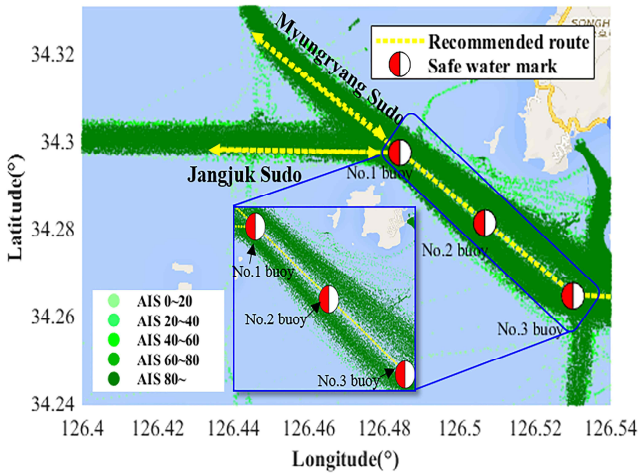 34.32
34.3
34.28
34.26
34.24
Latitude(°)
Myungryang Sudo
Jangjuk Sudo
Recommended route
Safe water mark
SONGH
No.1 buoy
No.2 buoy
No.3 buoy
No.1 buoy
No.2 buoy
No.3 buoy
AIS 0~20
AIS 20~40
AIS 40~60
AIS 60~80
AIS 80~
126.4
126.44
126.46
126.48
126.5
126.52
126.54
Longitude(°)